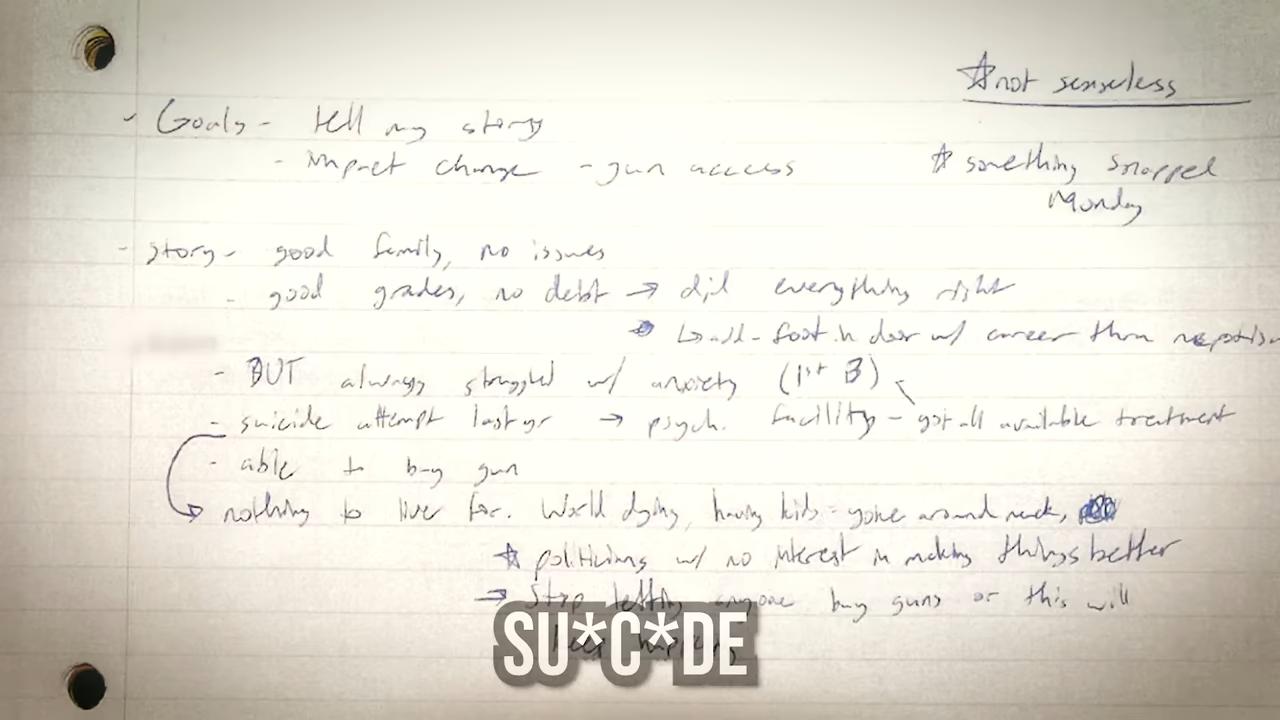 ☆ not senseless
- Goals - tell my story
- impact change - gun access
☆ something snapped
Monday
- story - good family, no issues
- good grades, no debt → did everything right
foot in door w/ career thru
- BUT always struggled w/ anxiety (1st B)
- suicide attempt last yr → psych. facility - got all available treatment
- able to buy gun
nothing to live for. World dying, having kids = yoke around neck,
☆ politicians w/ no interest in making things better
→ Stop letting anyone buy guns or this will
keep happening
SU*C*DE